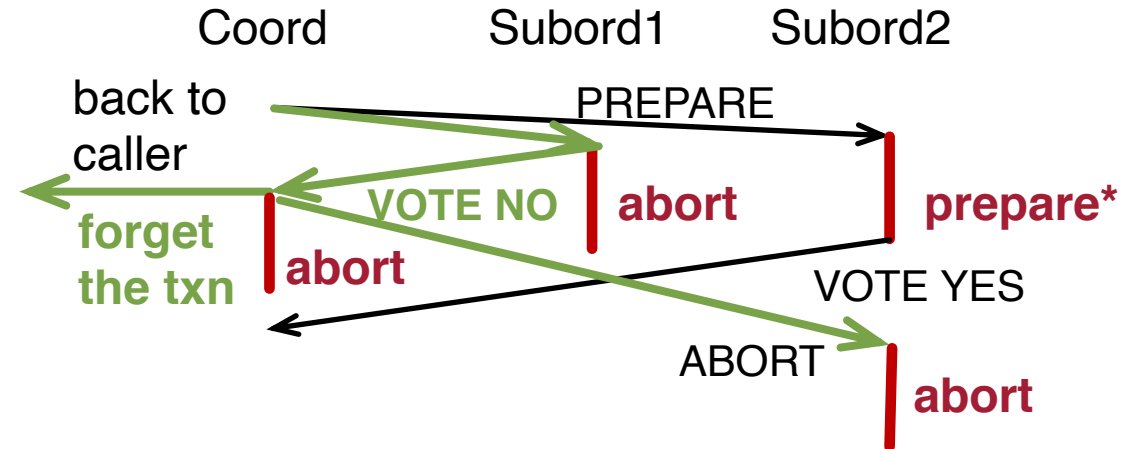 Coord Subord1 Subord2
back to
caller
PREPARE
VOTE NO
abort
prepare*
forget
the txn
abort
VOTE YES
ABORT
abort